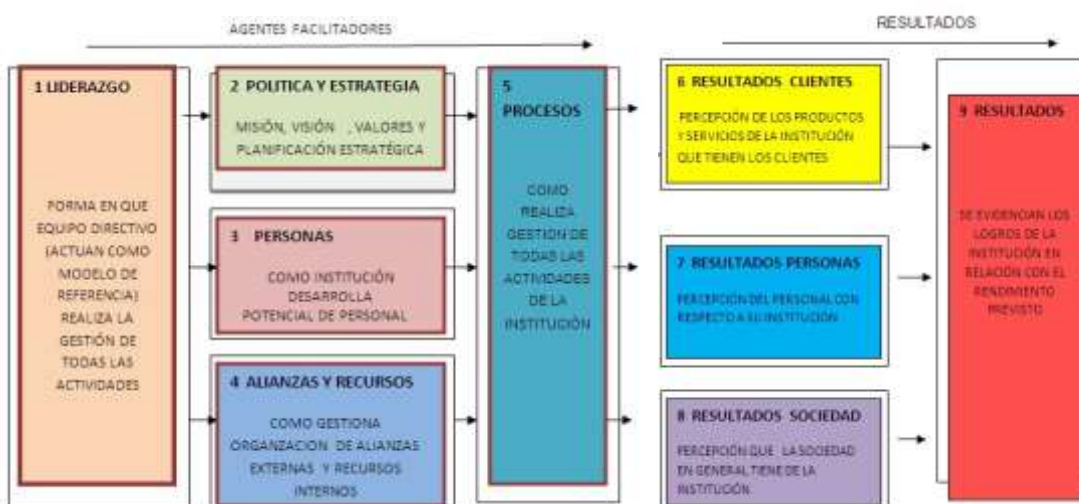 AGENTES FACILITADORES
RESULTADOS
1 LIDERAZGO
FORMA EN QUE
EQUIPO DIRECTIVO
(ACTUAN COMO
MODELO DE
REFERENCIA)
REALIZA LA
GESTIÓN DE
TODAS LAS
ACTIVIDADES
2 POLITICA Y ESTRATEGIA
MISIÓN, VISIÓN , VALORES Y
PLANIFICACIÓN ESTRATÉGICA
3 PERSONAS
COMO INSTITUCIÓN
DESARROLLA
POTENCIAL DE PERSONAL
4 ALIANZAS Y RECURSOS
COMO GESTIONA
ORGANZACION DE ALIANZAS
EXTERNAS Y RECURSOS
INTERNOS
5
PROCESOS
COMO
REALIZA
GESTIÓN DE
TODAS LAS
ACTIVIDADES
DE LA
INSTITUCIÓN
6 RESULTADOS CLIENTES
PERCEPCIÓN DE LOS PRODUCTOS
Y SERVICIOS DE LA INSTITUCIÓN
QUE TIENEN LOS CLIENTES
7 RESULTADOS PERSONAS
PERCEPCIÓN DEL PERSONAL CON
RESPECTO A SU INSTITUCIÓN
8 RESULTADOS SOCIEDAD
PERCEPCIÓN QUE LA SOCIEDAD
EN GENERAL TIENE DE LA
INSTITUCIÓN
9 RESULTADOS
SE EVIDENCIAN LOS
LOGROS DE LA
INSTITUCIÓN EN
RELACIÓN CON EL
RENDIMIENTO
PREVISTO